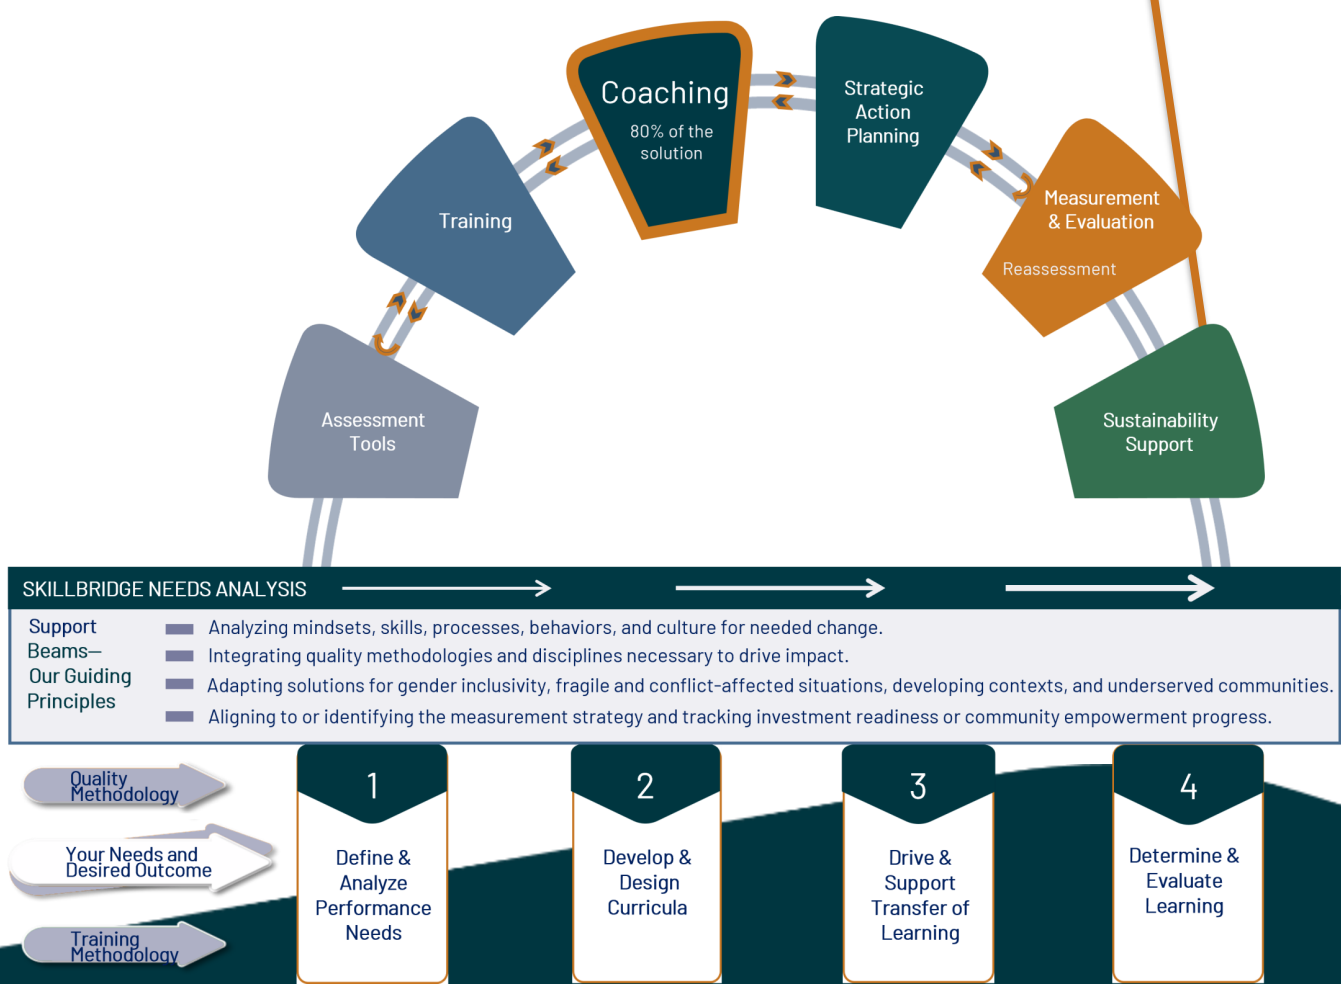 Coaching
80% of the
solution
Strategic
Action
Planning
Training
Measurement
& Evaluation
Reassessment
Assessment
Tools
Sustainability
Support
SKILLBRIDGE NEEDS ANALYSIS
Support
Beams—
Our Guiding
Principles
Analyzing mindsets, skills, processes, behaviors, and culture for needed change.
Integrating quality methodologies and disciplines necessary to drive impact.
Adapting solutions for gender inclusivity, fragile and conflict-affected situations, developing contexts, and underserved communities.
Aligning to or identifying the measurement strategy and tracking investment readiness or community empowerment progress.
Quality
Methodology
Your Needs and
Desired Outcome
Training
Methodology
1
Define &
Analyze
Performance
Needs
2
Develop &
Design
Curricula
3
Drive &
Support
Transfer of
Learning
4
Determine &
Evaluate
Learning